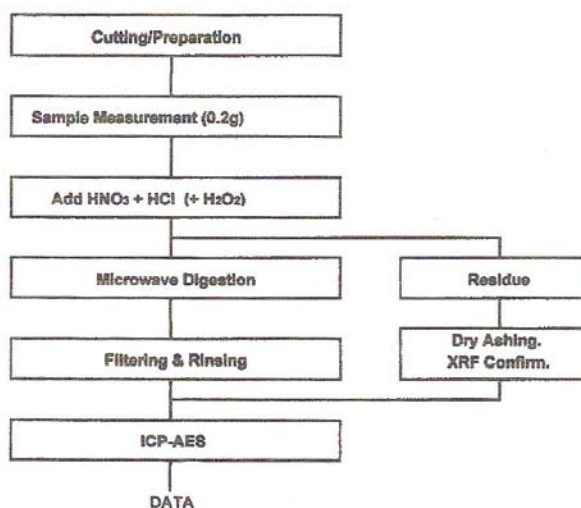 Cutting/Preparation
Sample Measurement (0.2g)
Add HNO₃ + HCl (+ H₂O₂)
Microwave Digestion
Residue
Filtering & Rinsing
Dry Ashing.
XRF Confirm.
ICP-AES
DATA